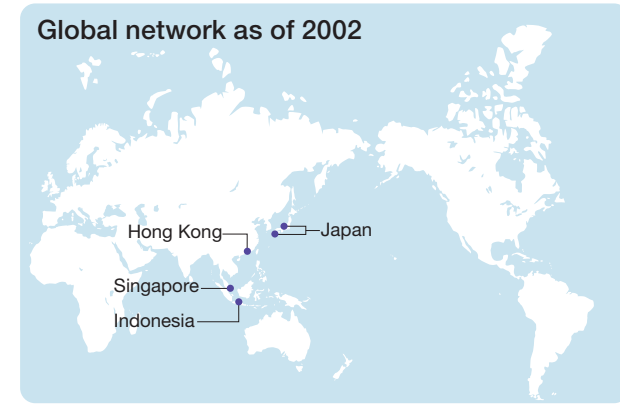 Global network as of 2002
Hong Kong
Japan
Singapore
Indonesia